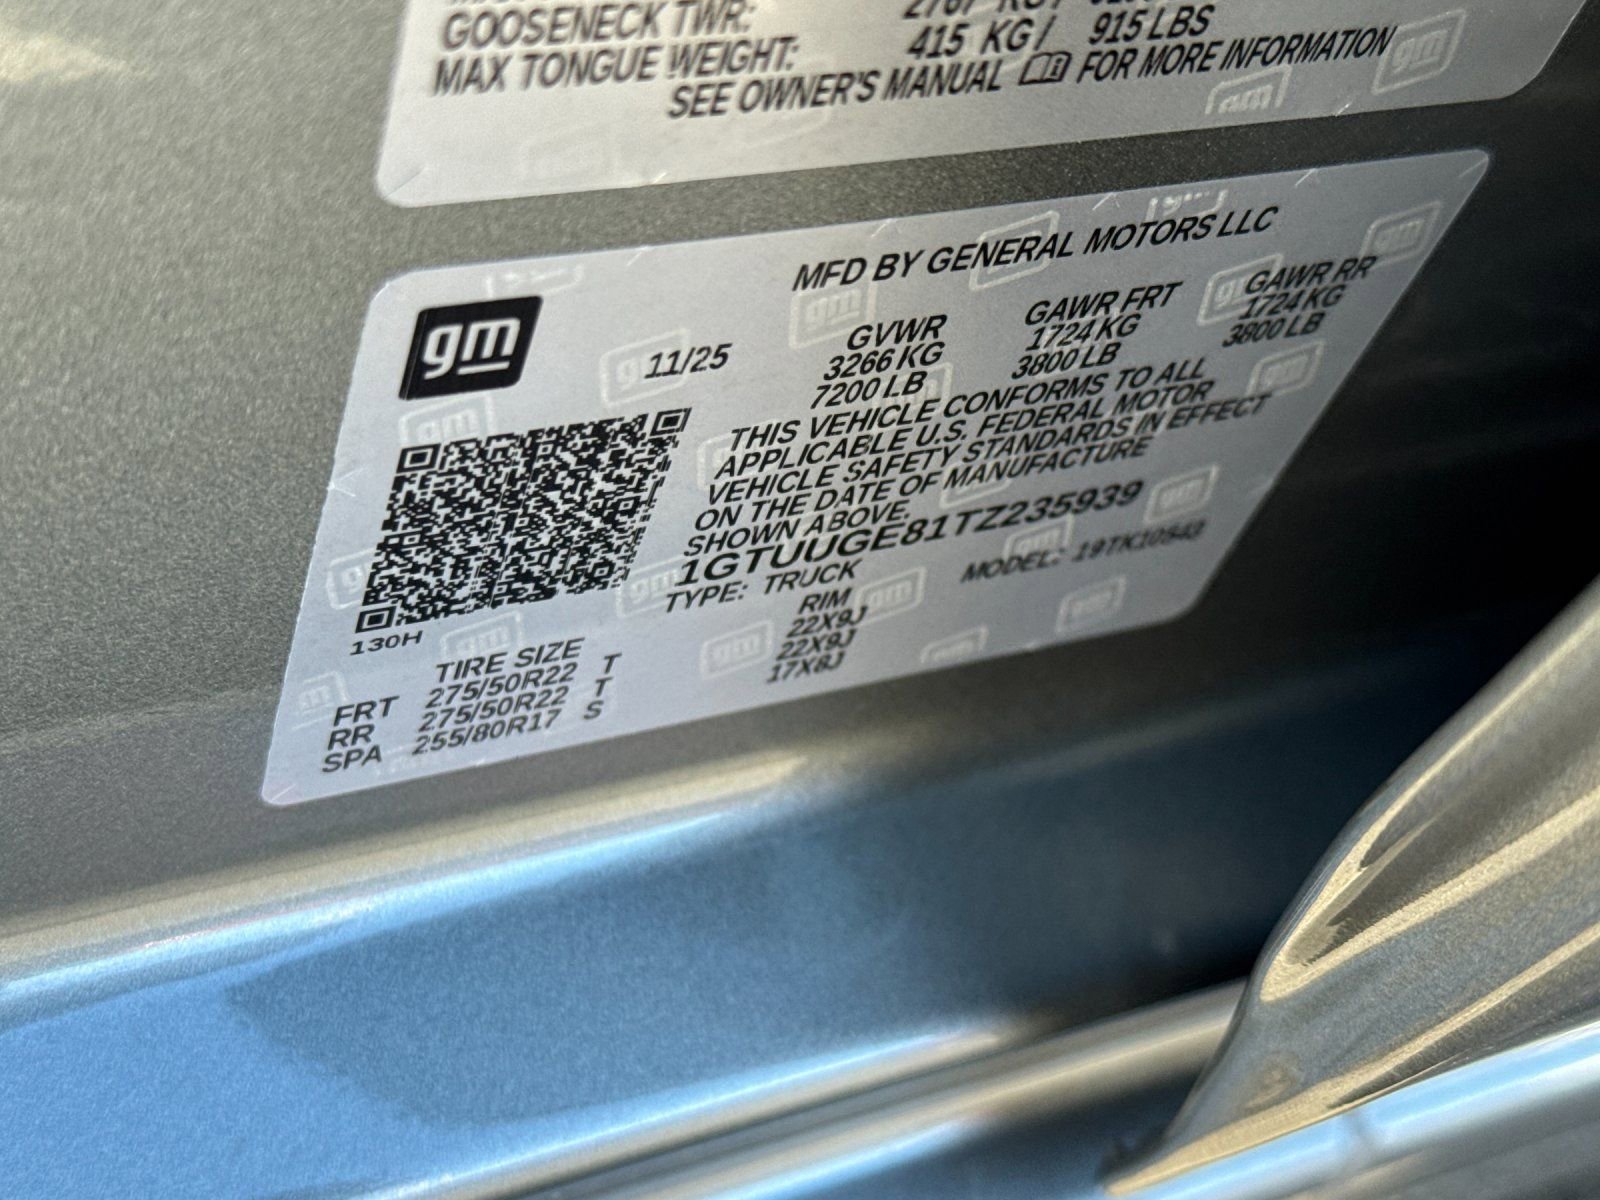 GOOSENECK TWR:
MAX TONGUE WEIGHT: 415 KG / 915 LBS
SEE OWNER'S MANUAL FOR MORE INFORMATION
MFD BY GENERAL MOTORS LLC
gm
11/25 GVWR GAWR FRT GAWR RR
3266 KG 1724 KG 1724 KG
7200 LB 3800 LB 3800 LB
THIS VEHICLE CONFORMS TO ALL
APPLICABLE U.S. FEDERAL MOTOR
VEHICLE SAFETY STANDARDS IN EFFECT
ON THE DATE OF MANUFACTURE
SHOWN ABOVE.
1GTUUGE81TZ235939
TYPE: TRUCK MODEL: 19TK10543
130H
TIRE SIZE RIM
FRT 275/50R22 T 22X9J
RR 275/50R22 T 22X9J
SPA 255/80R17 S 17X8J